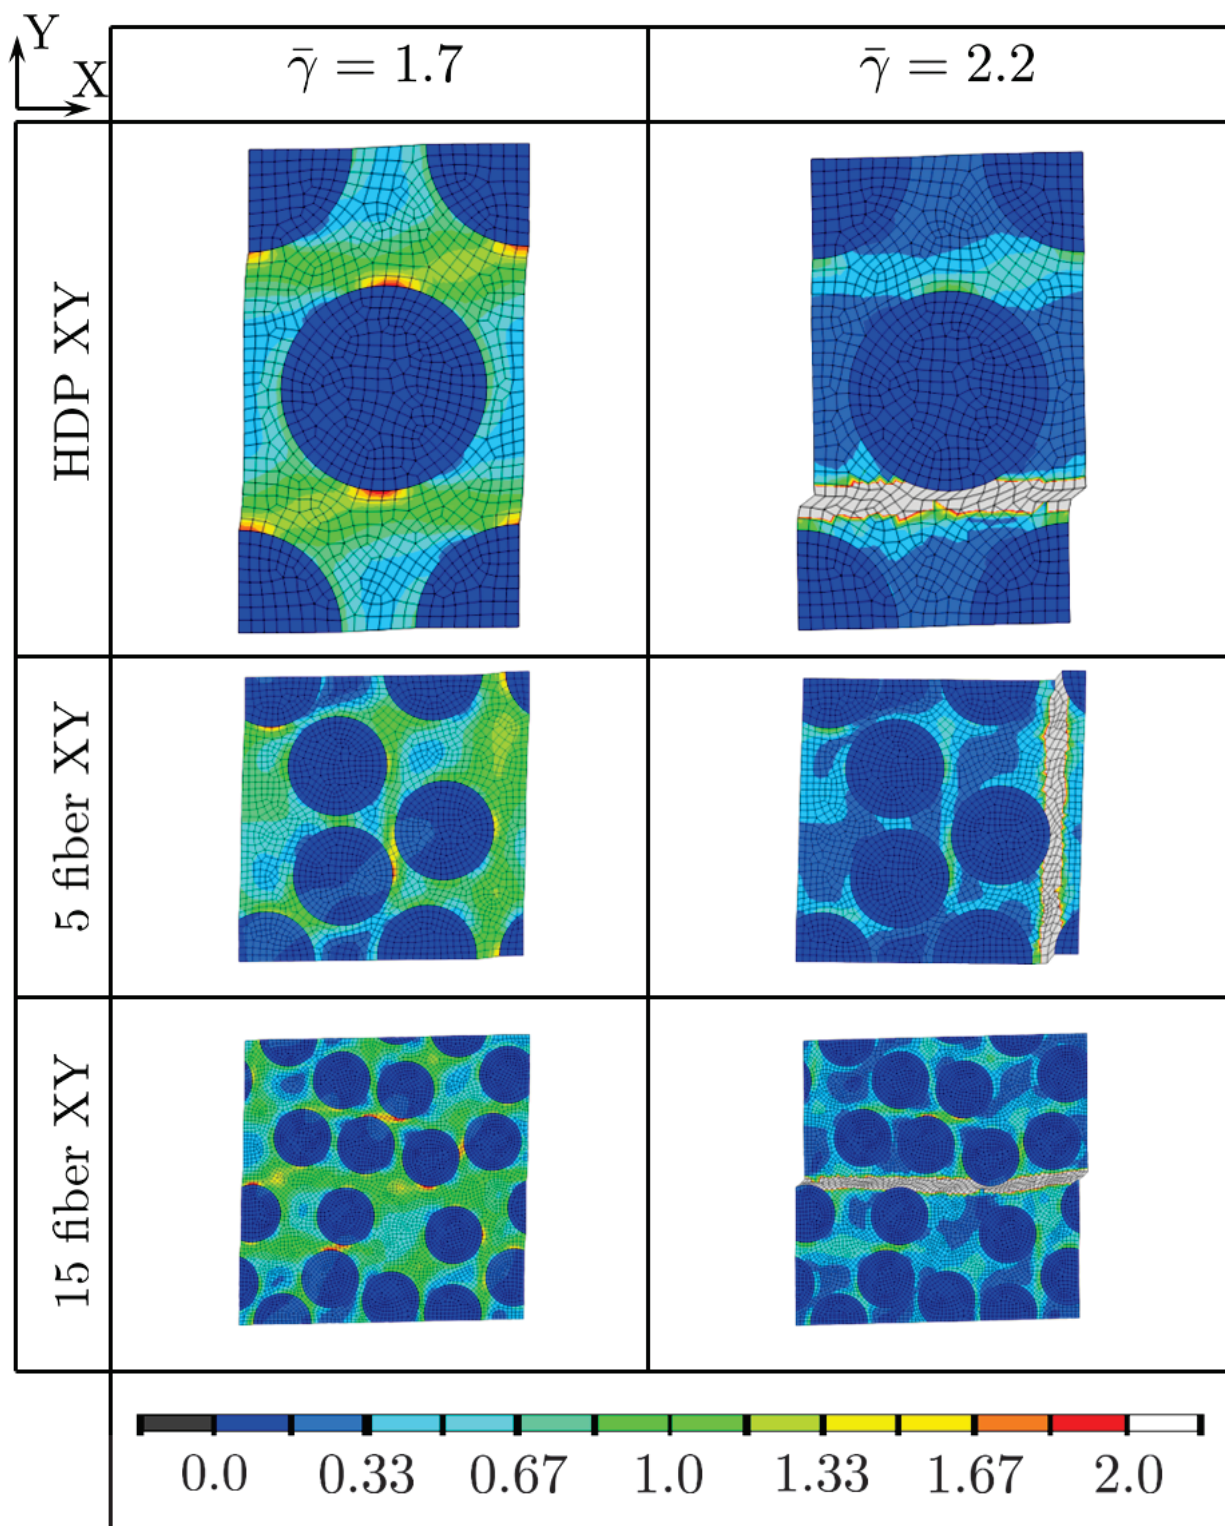 Y
X
γ̄ = 1.7
γ̄ = 2.2
HDP XY
5 fiber XY
15 fiber XY
0.0 0.33 0.67 1.0 1.33 1.67 2.0